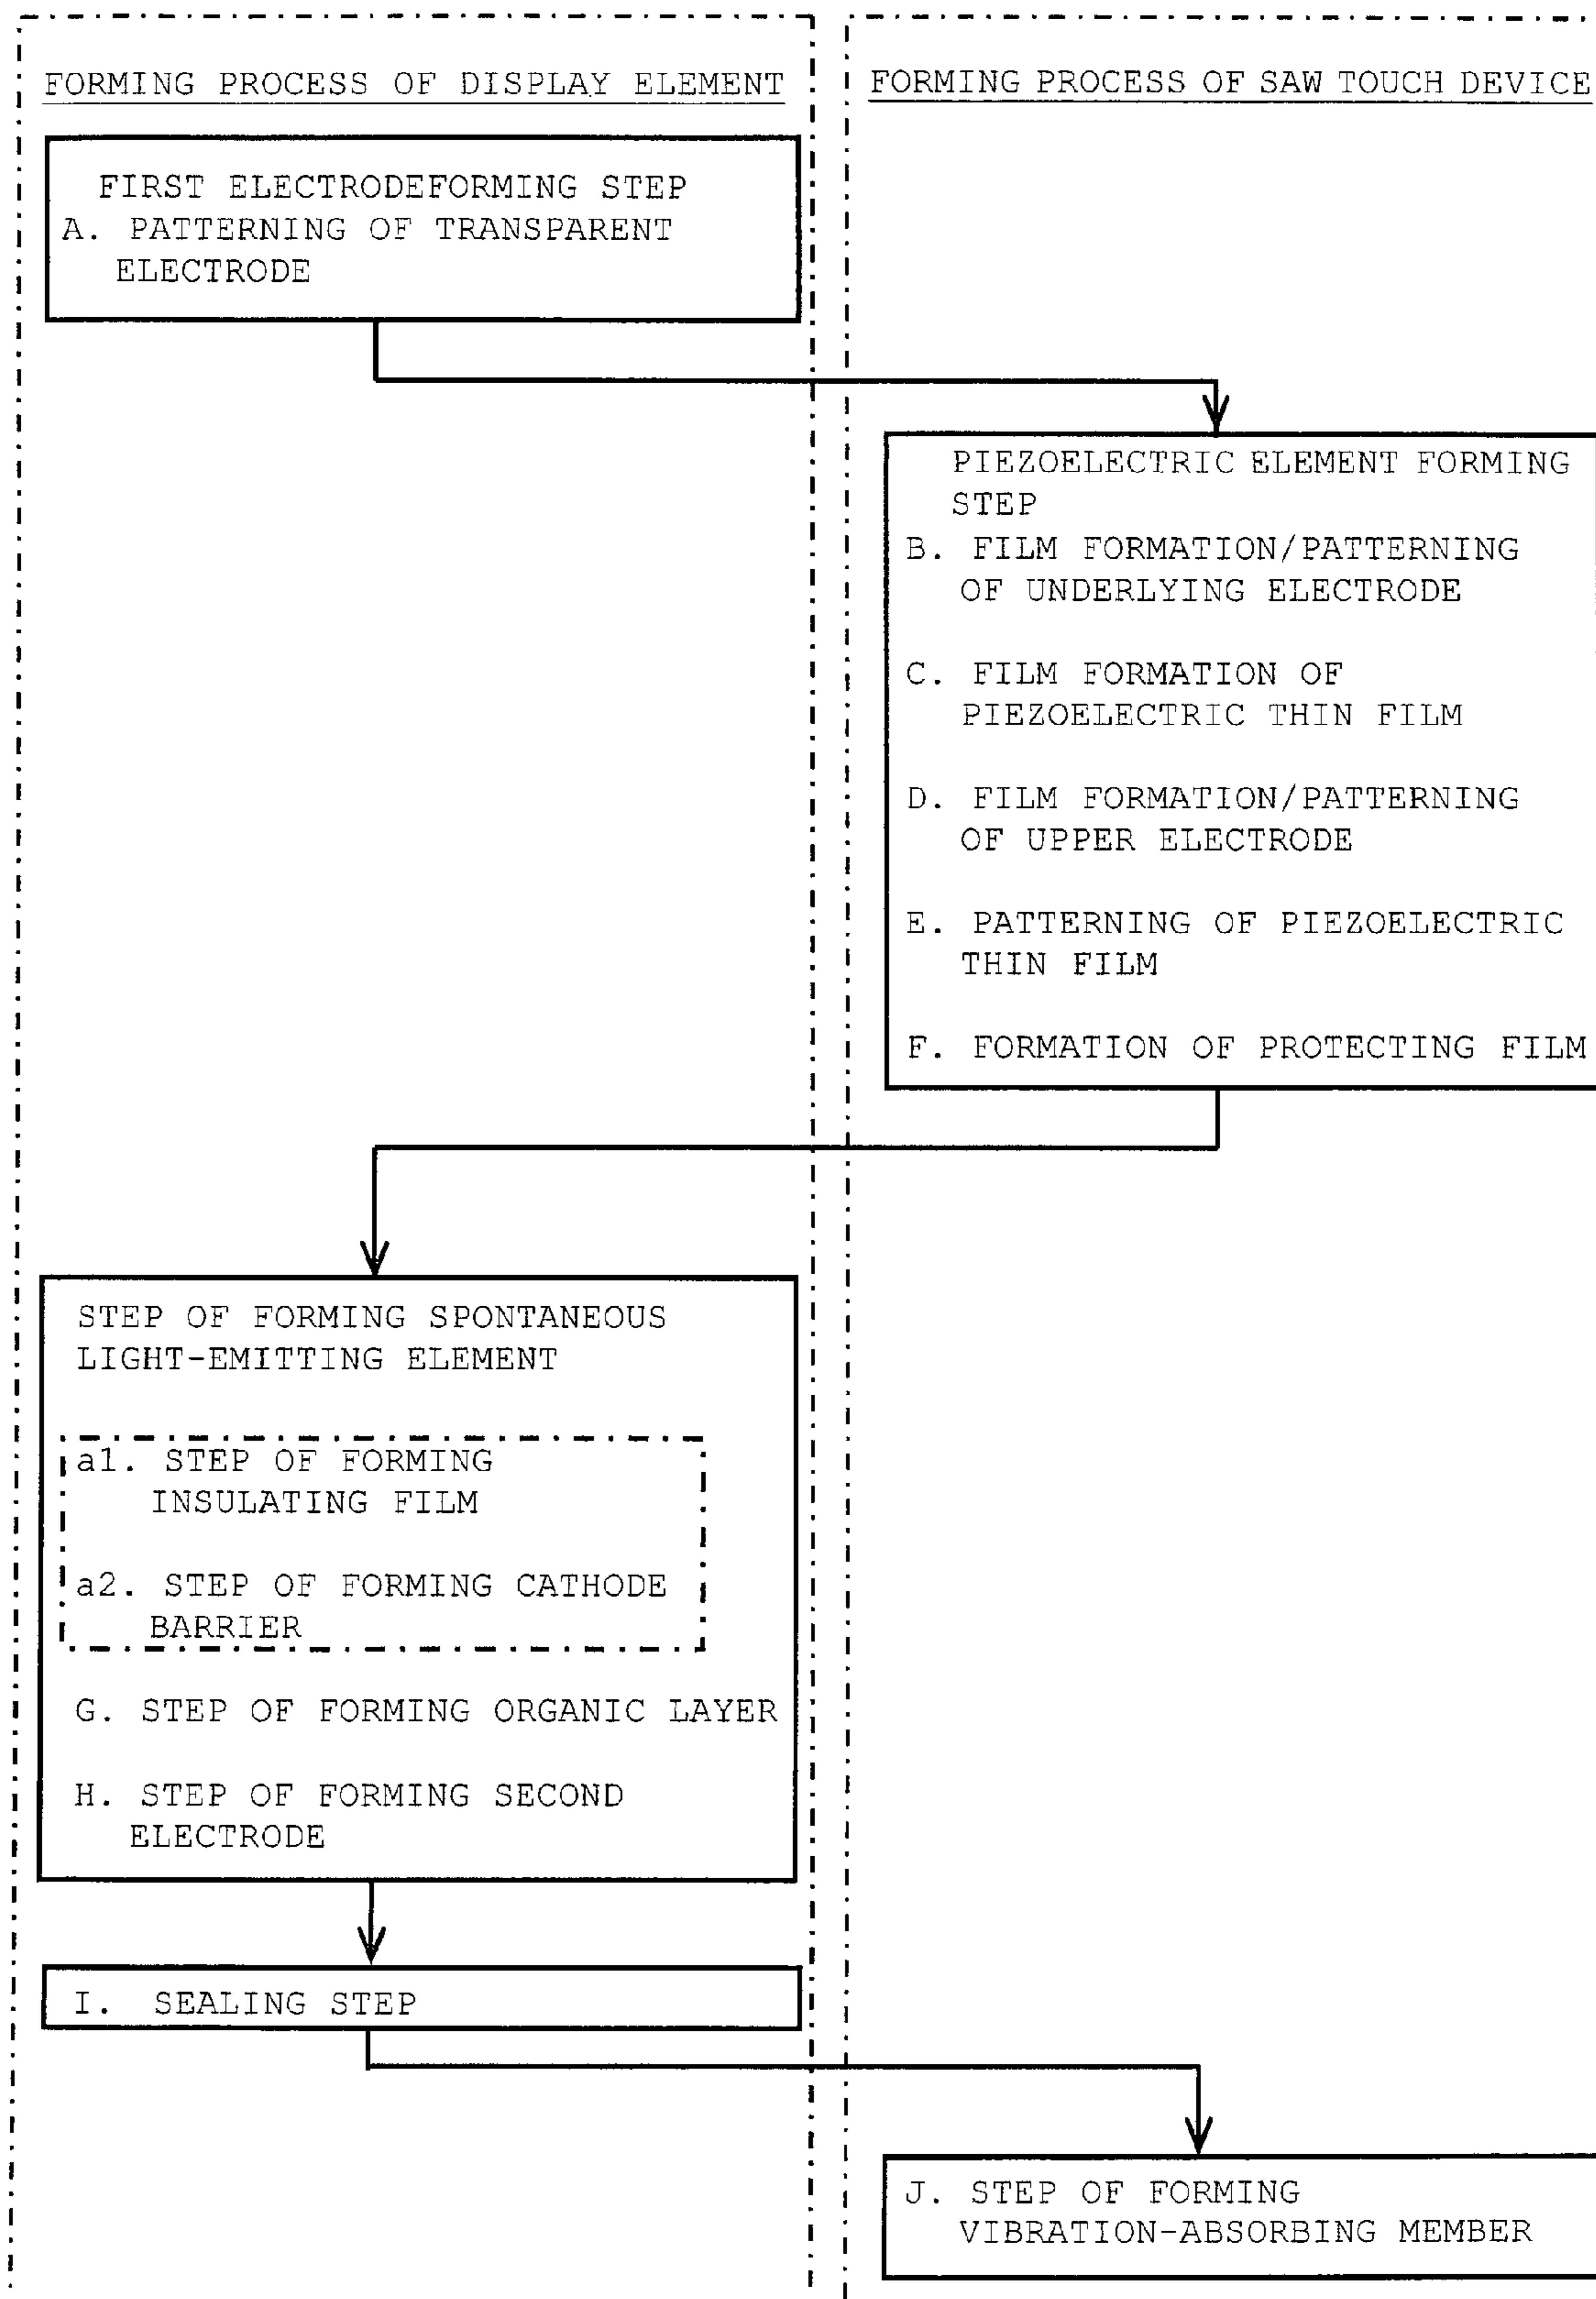 FORMING PROCESS OF DISPLAY ELEMENT
FORMING PROCESS OF SAW TOUCH DEVICE
FIRST ELECTRODEFORMING STEP
A. PATTERNING OF TRANSPARENT
ELECTRODE
PIEZOELECTRIC ELEMENT FORMING
STEP
B. FILM FORMATION/PATTERNING
OF UNDERLYING ELECTRODE
C. FILM FORMATION OF
PIEZOELECTRIC THIN FILM
D. FILM FORMATION/PATTERNING
OF UPPER ELECTRODE
E. PATTERNING OF PIEZOELECTRIC
THIN FILM
F. FORMATION OF PROTECTING FILM
STEP OF FORMING SPONTANEOUS
LIGHT-EMITTING ELEMENT
a1. STEP OF FORMING
INSULATING FILM
a2. STEP OF FORMING CATHODE
BARRIER
G. STEP OF FORMING ORGANIC LAYER
H. STEP OF FORMING SECOND
ELECTRODE
I. SEALING STEP
J. STEP OF FORMING
VIBRATION-ABSORBING MEMBER